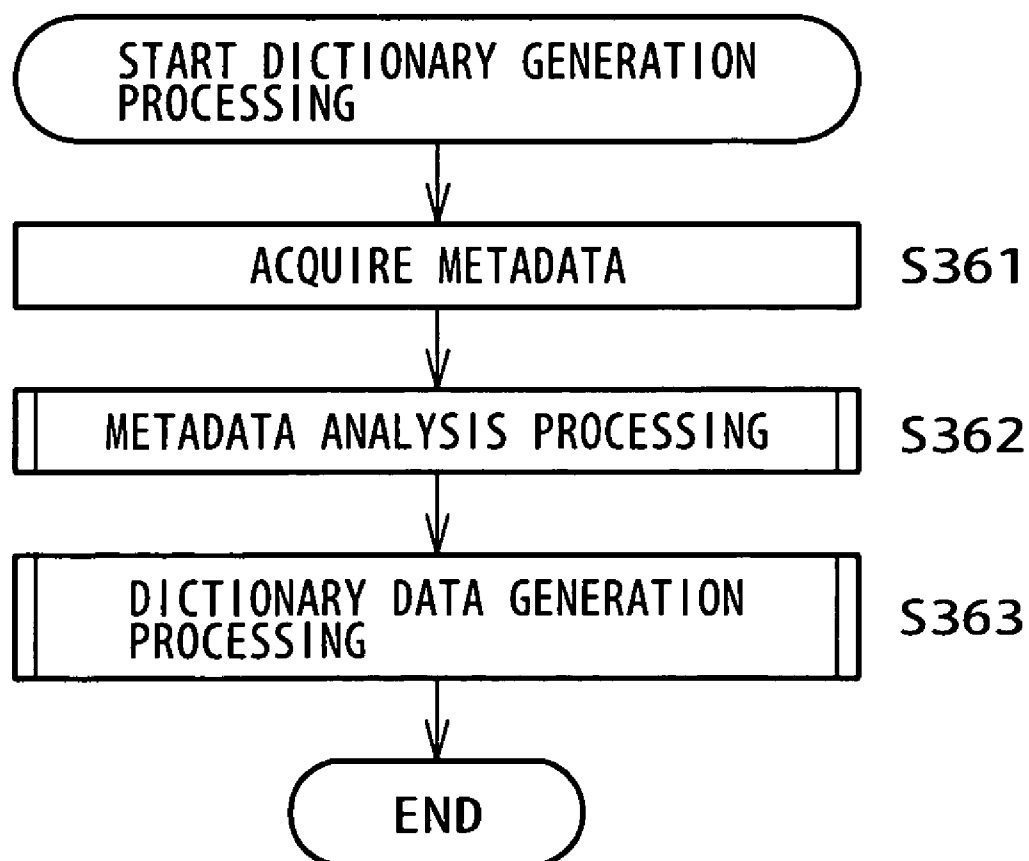 START DICTIONARY GENERATION
PROCESSING
ACQUIRE METADATA
S361
METADATA ANALYSIS PROCESSING
S362
DICTIONARY DATA GENERATION
PROCESSING
S363
END